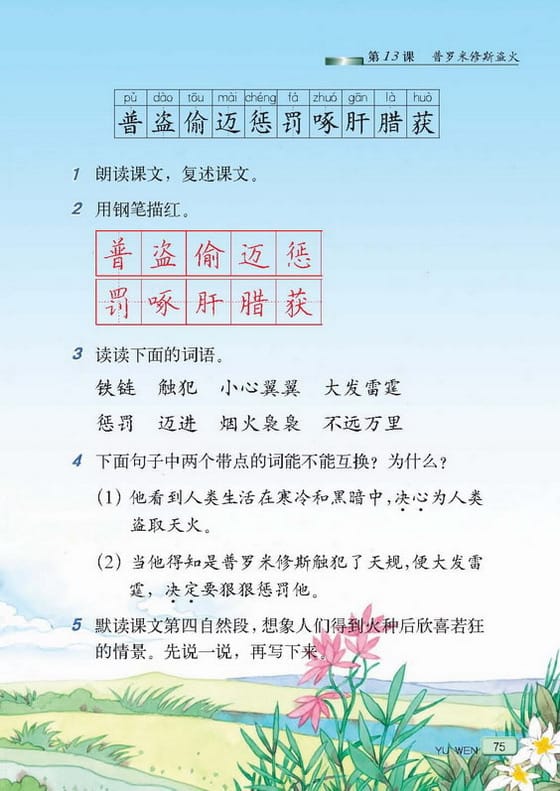 第13课 普罗米修斯盗火
pǔ dào tōu mài chéng fá zhuó gān là huò
普 盗 偷 迈 惩 罚 啄 肝 腊 获
1 朗读课文，复述课文。
2 用钢笔描红。
普 盗 偷 迈 惩
罚 啄 肝 腊 获
3 读读下面的词语。
铁链 触犯 小心翼翼 大发雷霆
惩罚 迈进 烟火袅袅 不远万里
4 下面句子中两个带点的词能不能互换？为什么？
(1) 他看到人类生活在寒冷和黑暗中，决心为人类
盗取天火。
(2) 当他得知是普罗米修斯触犯了天规，便大发雷
霆，决定要狠狠惩罚他。
5 默读课文第四自然段，想象人们得到火种后欣喜若狂
的情景。先说一说，再写下来。
YU WEN 75